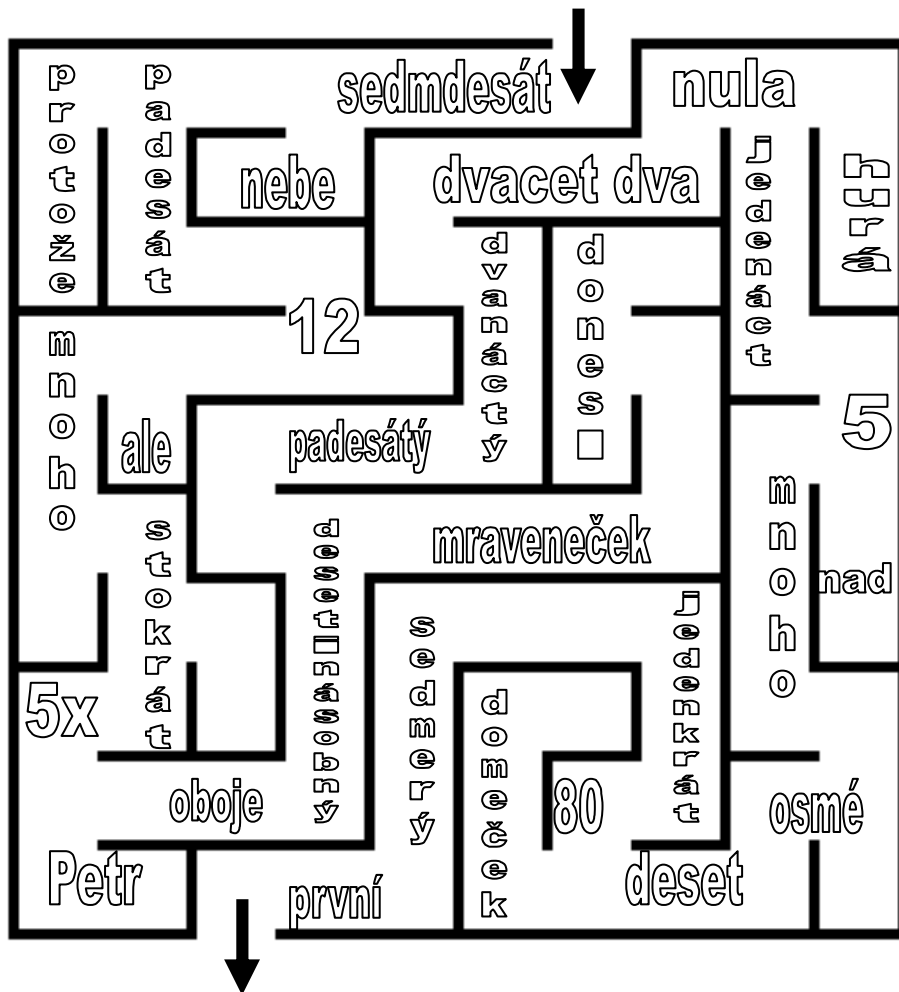 protože
padesát
sedmdesát
nula
nebe
dvacet dva
jedenáct
hurá
mnoho
12
dvanáctý
dones
5
ale
padesátý
stokrát
desetinásobný
mraveneček
mnoho
nad
5x
sedmerý
domeček
jedenkrát
oboje
80
osmé
Petr
první
deset